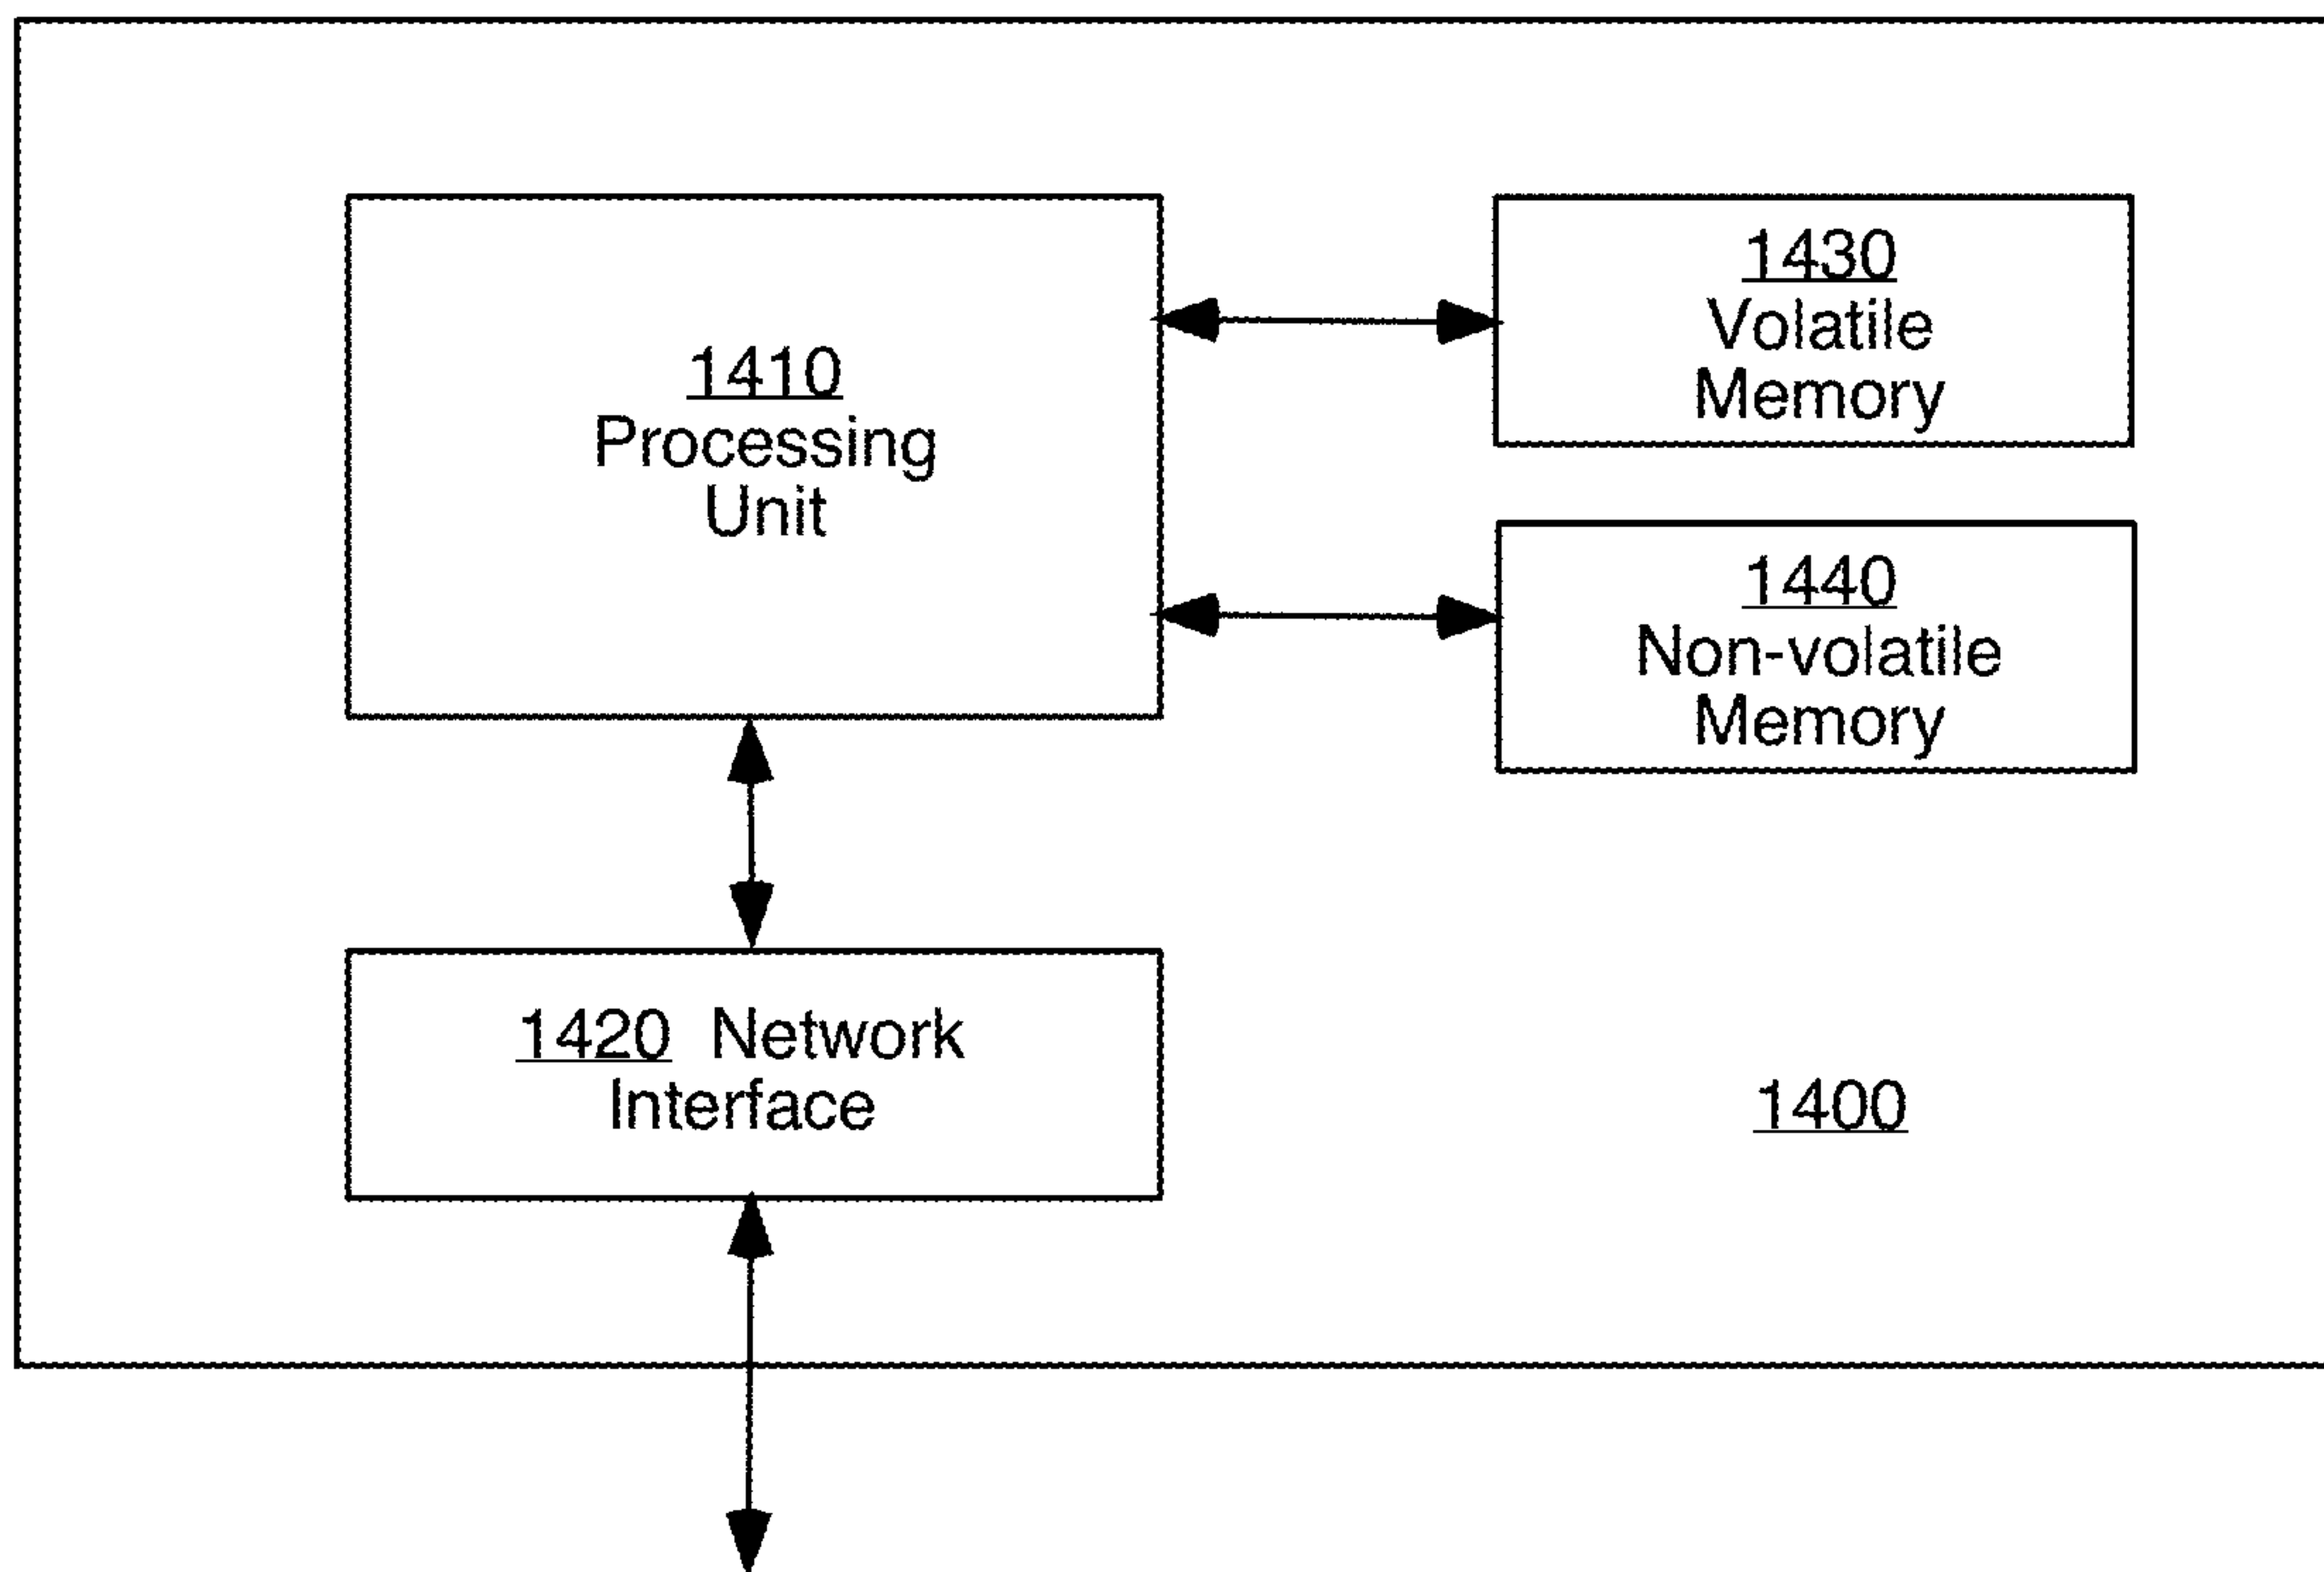 1410
Processing
Unit
1430
Volatile
Memory
1440
Non-volatile
Memory
1420 Network
Interface
1400